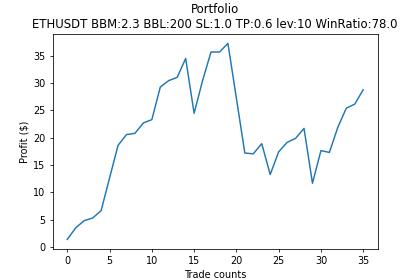 Portfolio
ETHUSDT BBM:2.3 BBL:200 SL:1.0 TP:0.6 lev:10 WinRatio:78.0
35
30
25
20
15
10
5
0
Profit ($)
0 5 10 15 20 25 30 35
Trade counts